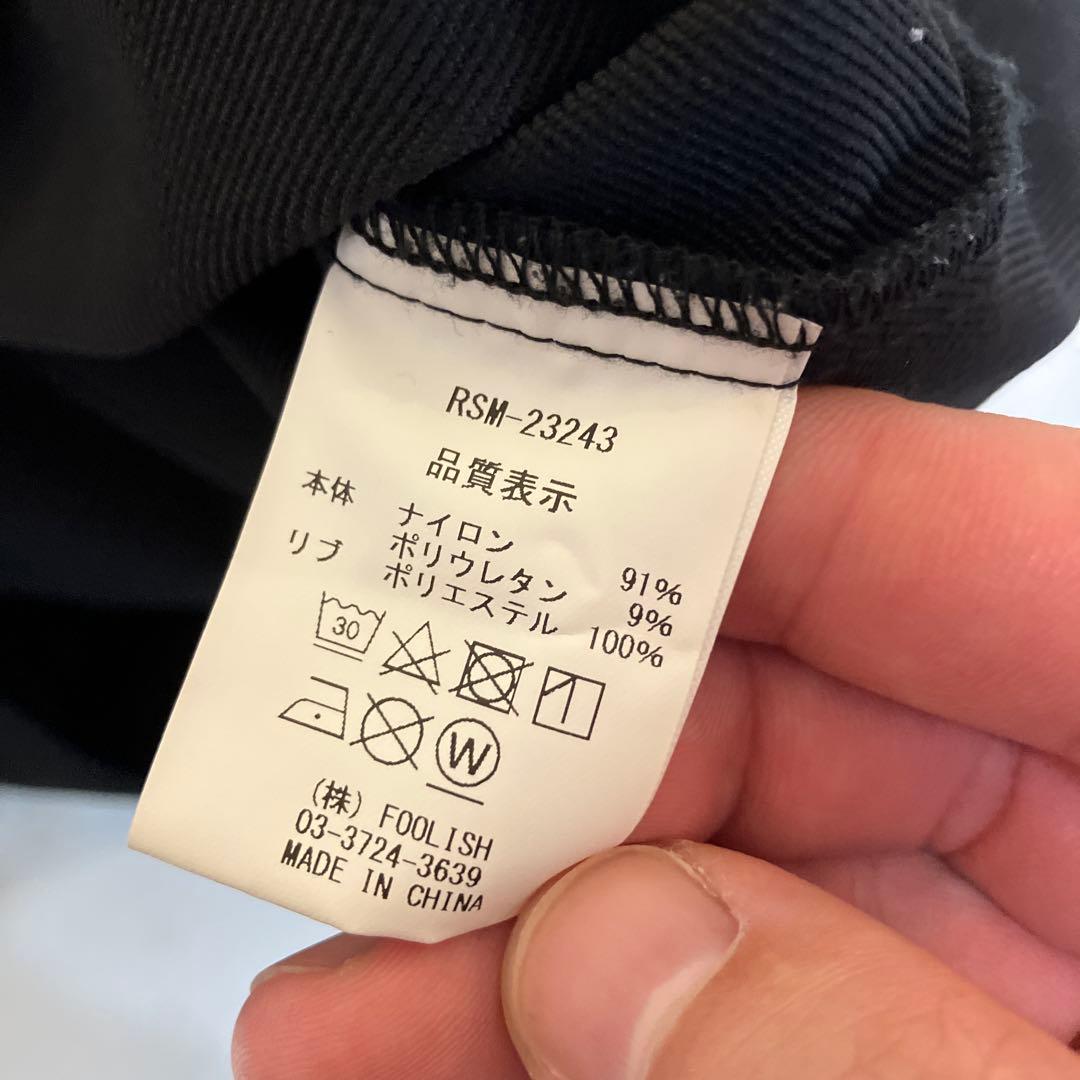 RSM-23243
品質表示
本体 ナイロン 91%
ポリウレタン 9%
リブ ポリエステル 100%
30
W
(株) FOOLISH
03-3724-3639
MADE IN CHINA